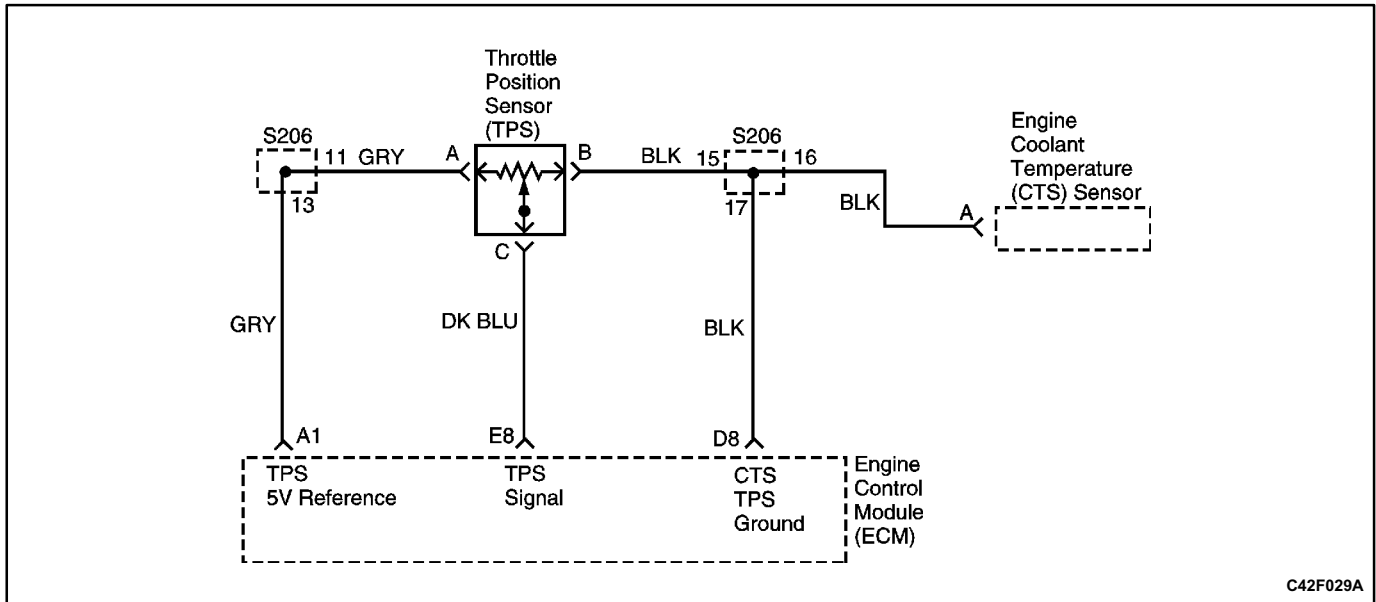 Throttle
Position
Sensor
(TPS)
S206
11 GRY
A
B
BLK
15
S206
16
13
17
C
Engine
Coolant
Temperature
(CTS) Sensor
BLK
A
GRY
DK BLU
BLK
A1
E8
D8
TPS
5V Reference
TPS
Signal
CTS
TPS
Ground
Engine
Control
Module
(ECM)
C42F029A